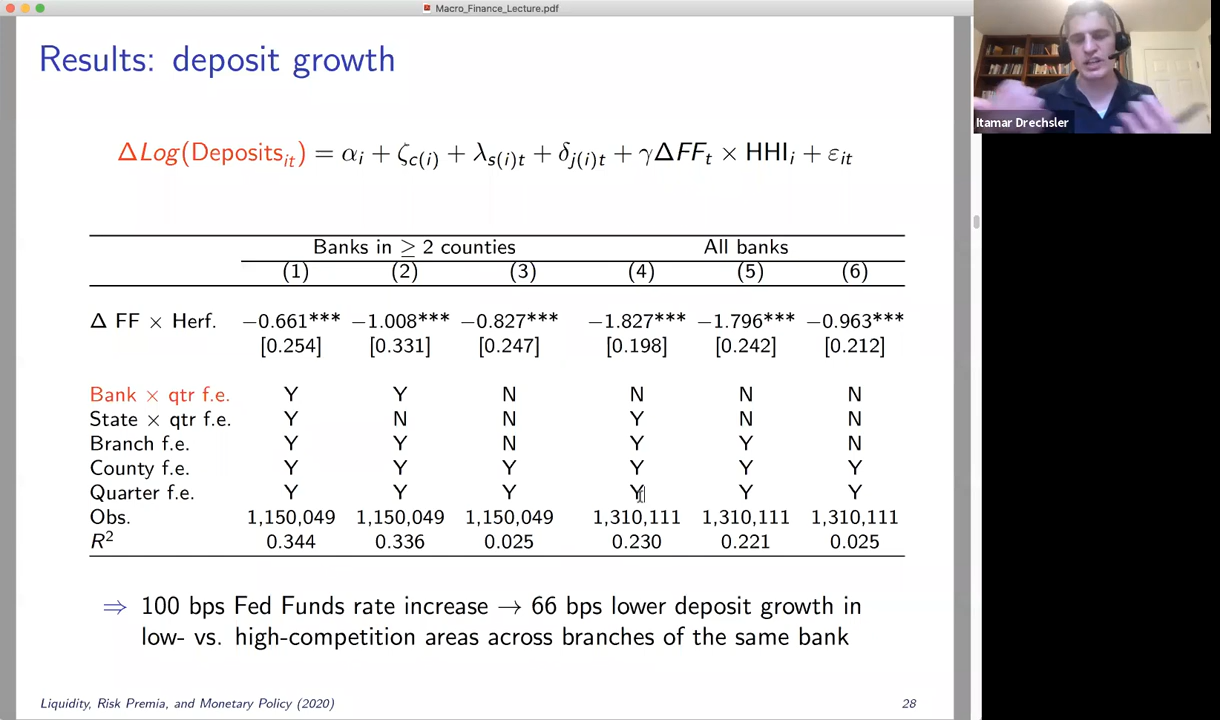 Macro_Finance_Lecture.pdf
Results: deposit growth
Itamar Drechsler
ΔLog(Deposits_it) = α_i + ζ_c(i) + λ_s(i)t + δ_j(i)t + γΔFF_t × HHI_i + ε_it
Banks in ≥ 2 counties All banks
(1) (2) (3) (4) (5) (6)
Δ FF × Herf. −0.661*** −1.008*** −0.827*** −1.827*** −1.796*** −0.963***
[0.254] [0.331] [0.247] [0.198] [0.242] [0.212]
Bank × qtr f.e. Y Y N N N N
State × qtr f.e. Y N N Y N N
Branch f.e. Y Y N Y Y N
County f.e. Y Y Y Y Y Y
Quarter f.e. Y Y Y Y Y Y
Obs. 1,150,049 1,150,049 1,150,049 1,310,111 1,310,111 1,310,111
R² 0.344 0.336 0.025 0.230 0.221 0.025
⇒ 100 bps Fed Funds rate increase → 66 bps lower deposit growth in
low- vs. high-competition areas across branches of the same bank
Liquidity, Risk Premia, and Monetary Policy (2020) 28